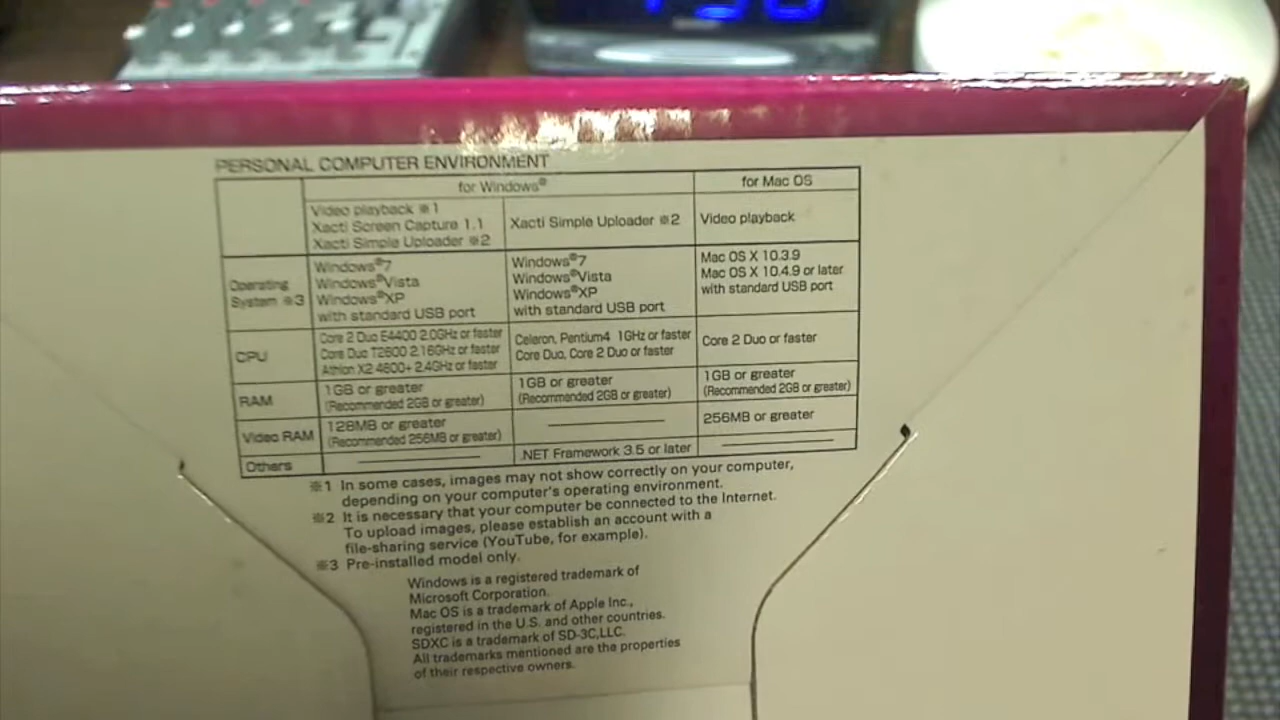 PERSONAL COMPUTER ENVIRONMENT
for Windows®
for Mac OS
Video playback ※1
Xacti Screen Capture 1.1
Xacti Simple Uploader ※2
Xacti Simple Uploader ※2
Video playback
Operating
System ※3
Windows®7
Windows®Vista
Windows®XP
with standard USB port
Windows®7
Windows®Vista
Windows®XP
with standard USB port
Mac OS X 10.3.9
Mac OS X 10.4.9 or later
with standard USB port
CPU
Core 2 Duo E4400 2.0GHz or faster
Core Duo T2600 2.16GHz or faster
Athlon X2 4600+ 2.4GHz or faster
Celeron, Pentium4 1GHz or faster
Core Duo, Core 2 Duo or faster
Core 2 Duo or faster
RAM
1GB or greater
(Recommended 2GB or greater)
1GB or greater
(Recommended 2GB or greater)
1GB or greater
(Recommended 2GB or greater)
Video RAM
128MB or greater
(Recommended 256MB or greater)
256MB or greater
Others
.NET Framework 3.5 or later
※1 In some cases, images may not show correctly on your computer,
depending on your computer's operating environment.
※2 It is necessary that your computer be connected to the Internet.
To upload images, please establish an account with a
file-sharing service (YouTube, for example).
※3 Pre-installed model only.
Windows is a registered trademark of
Microsoft Corporation.
Mac OS is a trademark of Apple Inc.,
registered in the U.S. and other countries.
SDXC is a trademark of SD-3C,LLC.
All trademarks mentioned are the properties
of their respective owners.